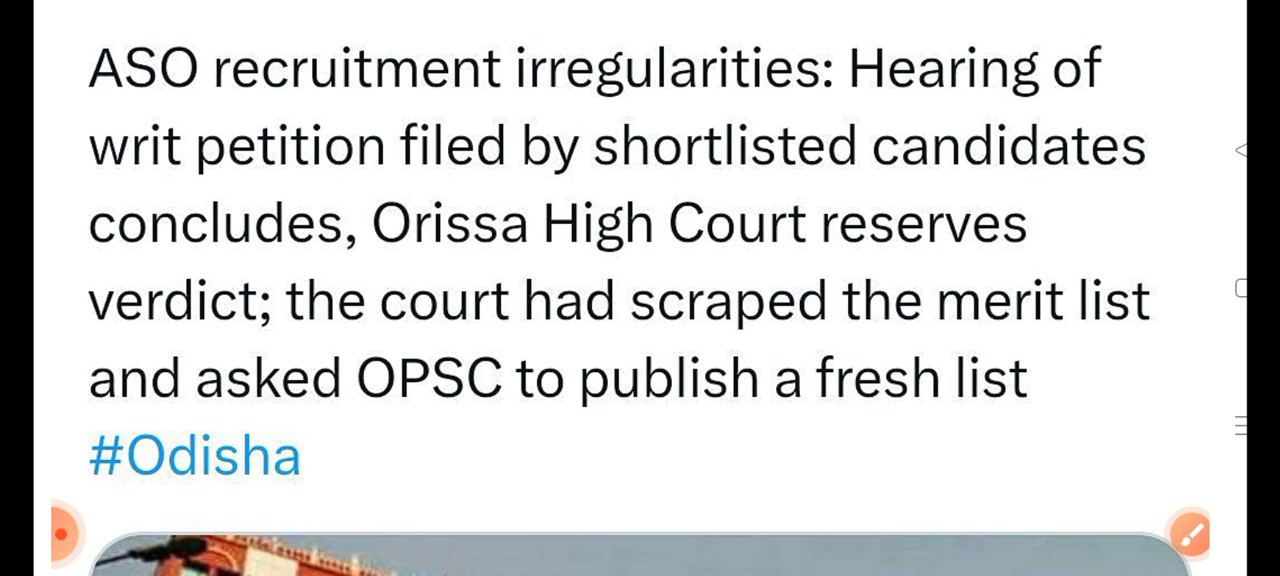 ASO recruitment irregularities: Hearing of
writ petition filed by shortlisted candidates
concludes, Orissa High Court reserves
verdict; the court had scraped the merit list
and asked OPSC to publish a fresh list
#Odisha